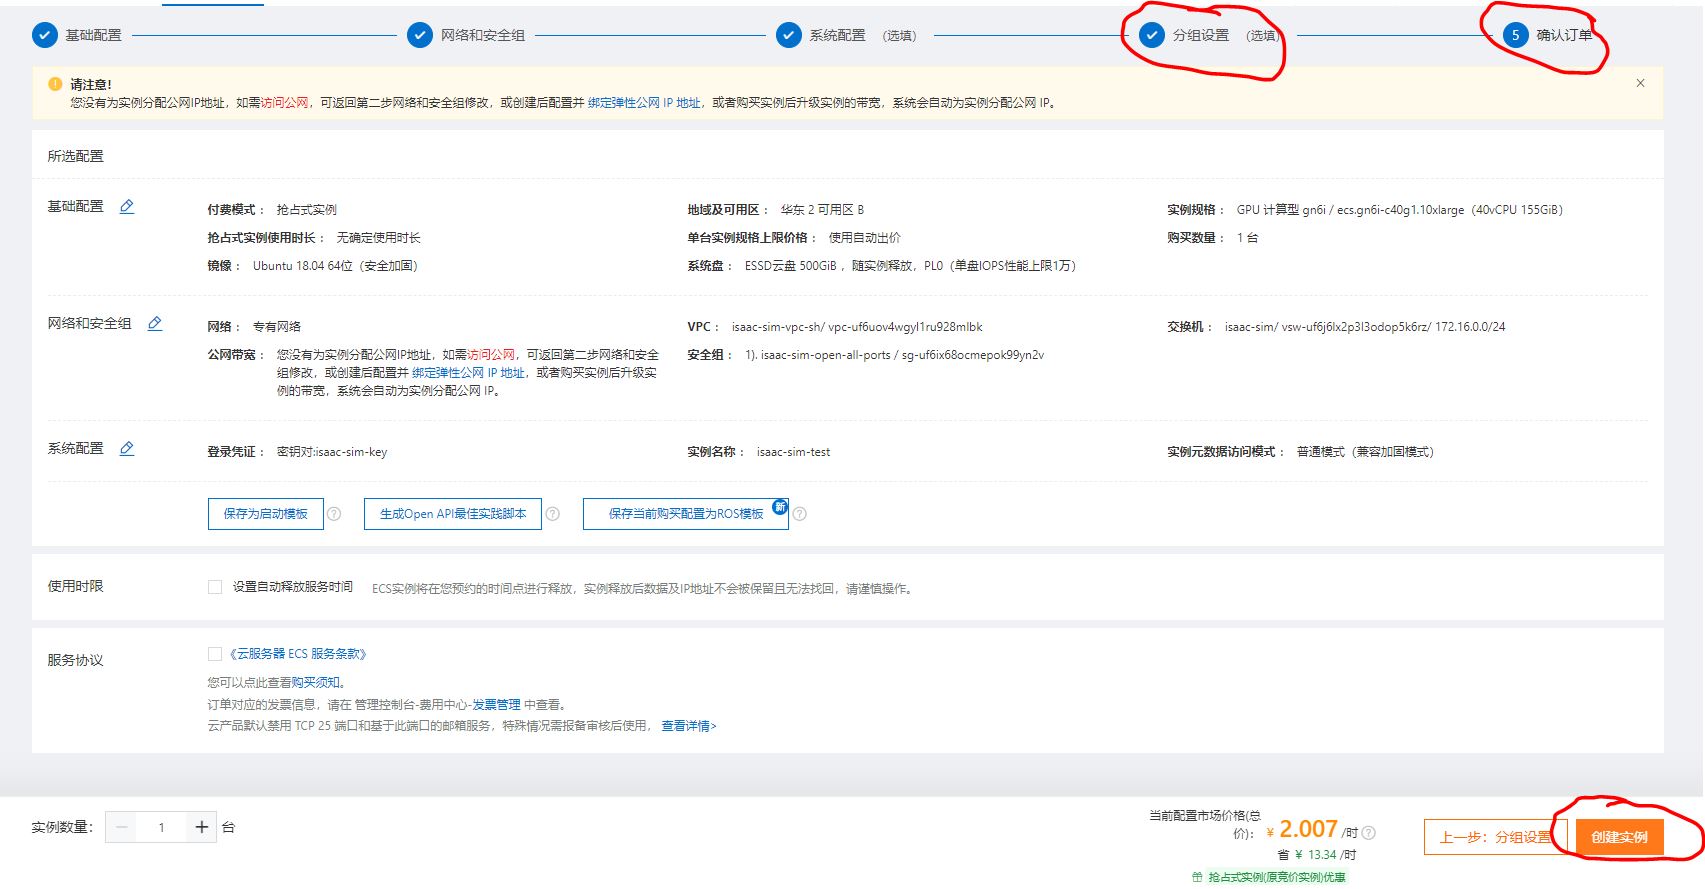 基础配置 网络和安全组 系统配置 (选填) 分组设置 (选填) 5 确认订单
请注意！
您没有为实例分配公网IP地址，如需访问公网，可返回第二步网络和安全组修改，或创建后配置并 绑定弹性公网 IP 地址，或者购买实例后升级实例的带宽，系统会自动为实例分配公网 IP。
所选配置
基础配置
付费模式： 抢占式实例 地域及可用区： 华东 2 可用区 B 实例规格： GPU 计算型 gn6i / ecs.gn6i-c40g1.10xlarge（40vCPU 155GiB）
抢占式实例使用时长： 无确定使用时长 单台实例规格上限价格： 使用自动出价 购买数量： 1 台
镜像： Ubuntu 18.04 64位（安全加固） 系统盘： ESSD云盘 500GiB ，随实例释放，PL0（单盘IOPS性能上限1万）
网络和安全组
网络： 专有网络 VPC： isaac-sim-vpc-sh/ vpc-uf6uov4wgyl1ru928mlbk 交换机： isaac-sim/ vsw-uf6j6lx2p3l3odop5k6rz/ 172.16.0.0/24
公网带宽： 您没有为实例分配公网IP地址，如需访问公网，可返回第二步网络和安全 安全组： 1). isaac-sim-open-all-ports / sg-uf6ix68ocmepok99yn2v
组修改，或创建后配置并 绑定弹性公网 IP 地址，或者购买实例后升级实
例的带宽，系统会自动为实例分配公网 IP。
系统配置
登录凭证： 密钥对:isaac-sim-key 实例名称： isaac-sim-test 实例元数据访问模式： 普通模式（兼容加固模式）
保存为启动模板 生成Open API最佳实践脚本 保存当前购买配置为ROS模板 新
使用时限 设置自动释放服务时间 ECS实例将在您预约的时间点进行释放，实例释放后数据及IP地址不会被保留且无法找回，请谨慎操作。
服务协议 《云服务器 ECS 服务条款》
您可以点此查看购买须知。
订单对应的发票信息，请在 管理控制台-费用中心-发票管理 中查看。
云产品默认禁用 TCP 25 端口和基于此端口的邮箱服务，特殊情况需报备审核后使用， 查看详情>
实例数量： 1 台
当前配置市场价格(总
价)： ¥ 2.007 /时
省 ¥ 13.34 /时
抢占式实例(原竞价实例)优惠
上一步：分组设置 创建实例